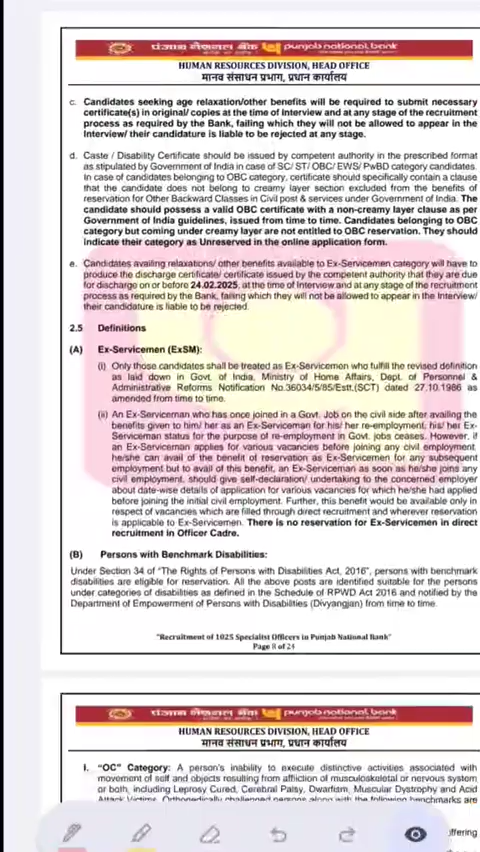 पंजाब नैशनल बैंक punjab national bank
HUMAN RESOURCES DIVISION, HEAD OFFICE
मानव संसाधन प्रभाग, प्रधान कार्यालय
c. Candidates seeking age relaxation/other benefits will be required to submit necessary
certificate(s) in original/ copies at the time of Interview and at any stage of the recruitment
process as required by the Bank, failing which they will not be allowed to appear in the
Interview/ their candidature is liable to be rejected at any stage.
d. Caste / Disability Certificate should be issued by competent authority in the prescribed format
as stipulated by Government of India in case of SC/ ST/ OBC/ EWS/ PwBD category candidates.
In case of candidates belonging to OBC category, certificate should specifically contain a clause
that the candidate does not belong to creamy layer section excluded from the benefits of
reservation for Other Backward Classes in Civil post & services under Government of India. The
candidate should possess a valid OBC certificate with a non-creamy layer clause as per
Government of India guidelines, issued from time to time. Candidates belonging to OBC
category but coming under creamy layer are not entitled to OBC reservation. They should
indicate their category as Unreserved in the online application form.
e. Candidates availing relaxations/ other benefits available to Ex-Servicemen category will have to
produce the discharge certificate/ certificate issued by the competent authority that they are due
for discharge on or before 24.02.2025, at the time of Interview and at any stage of the recruitment
process as required by the Bank, failing which they will not be allowed to appear in the Interview/
their candidature is liable to be rejected.
2.5 Definitions
(A) Ex-Servicemen (ExSM):
(i) Only those candidates shall be treated as Ex-Servicemen who fulfill the revised definition
as laid down in Govt. of India, Ministry of Home Affairs, Dept. of Personnel &
Administrative Reforms Notification No.36034/5/85/Estt.(SCT) dated 27.10.1986 as
amended from time to time.
(ii) An Ex-Serviceman who has once joined in a Govt. Job on the civil side after availing the
benefits given to him/ her as an Ex-Serviceman for his/ her re-employment, his/ her Ex-
Serviceman status for the purpose of re-employment in Govt. jobs ceases. However, if
an Ex-Serviceman applies for various vacancies before joining any civil employment,
he/she can avail of the benefit of reservation as Ex-Servicemen for any subsequent
employment but to avail of this benefit, an Ex-Serviceman as soon as he/she joins any
civil employment, should give self-declaration/ undertaking to the concerned employer
about date-wise details of application for various vacancies for which he/she had applied
before joining the initial civil employment. Further, this benefit would be available only in
respect of vacancies which are filled through direct recruitment and wherever reservation
is applicable to Ex-Servicemen. There is no reservation for Ex-Servicemen in direct
recruitment in Officer Cadre.
(B) Persons with Benchmark Disabilities:
Under Section 34 of "The Rights of Persons with Disabilities Act, 2016", persons with benchmark
disabilities are eligible for reservation. All the above posts are identified suitable for the persons
under categories of disabilities as defined in the Schedule of RPWD Act 2016 and notified by the
Department of Empowerment of Persons with Disabilities (Divyangjan) from time to time.
"Recruitment of 1025 Specialist Officers in Punjab National Bank"
Page 8 of 24
पंजाब नैशनल बैंक punjab national bank
HUMAN RESOURCES DIVISION, HEAD OFFICE
मानव संसाधन प्रभाग, प्रधान कार्यालय
I. "OC" Category: A person's inability to execute distinctive activities associated with
movement of self and objects resulting from affliction of musculoskeletal or nervous system
or both, including Leprosy Cured, Cerebral Palsy, Dwarfism, Muscular Dystrophy and Acid
Attack Victims. Orthopedically challenged persons along with the following benchmarks are